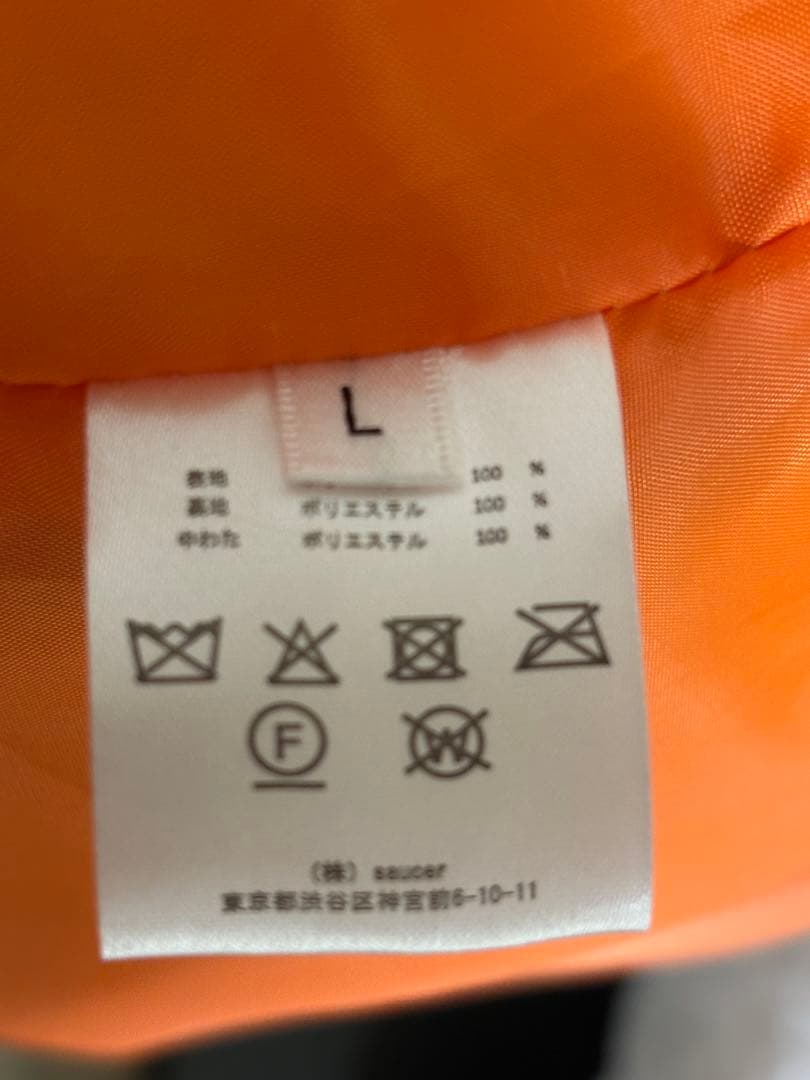 L
表地 100 %
裏地 ポリエステル 100 %
中わた ポリエステル 100 %
F
W
(株) saucer
東京都渋谷区神宮前6-10-11